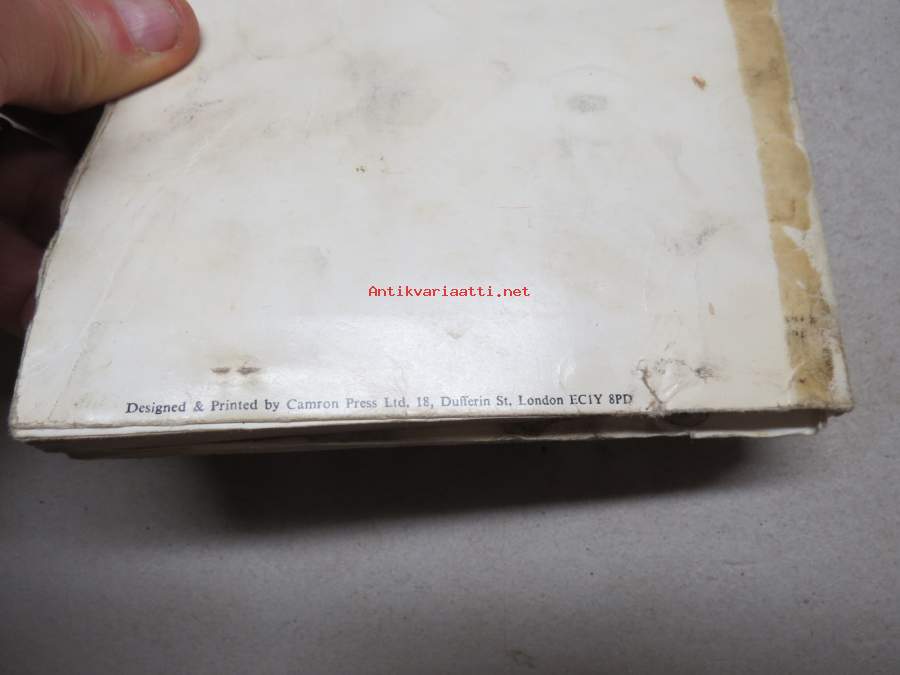 Antikvariaatti.net
Designed & Printed by Camron Press Ltd. 18, Dufferin St. London EC1Y 8PD